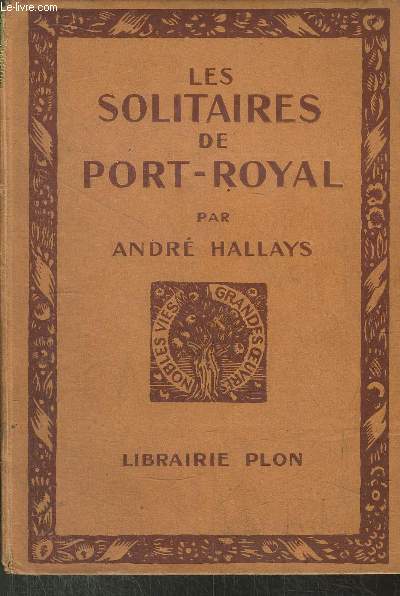 Le-livre.com
LES
SOLITAIRES
DE
PORT-ROYAL
PAR
ANDRÉ HALLAYS
NOBLES VIES GRANDES ŒUVRES
LIBRAIRIE PLON